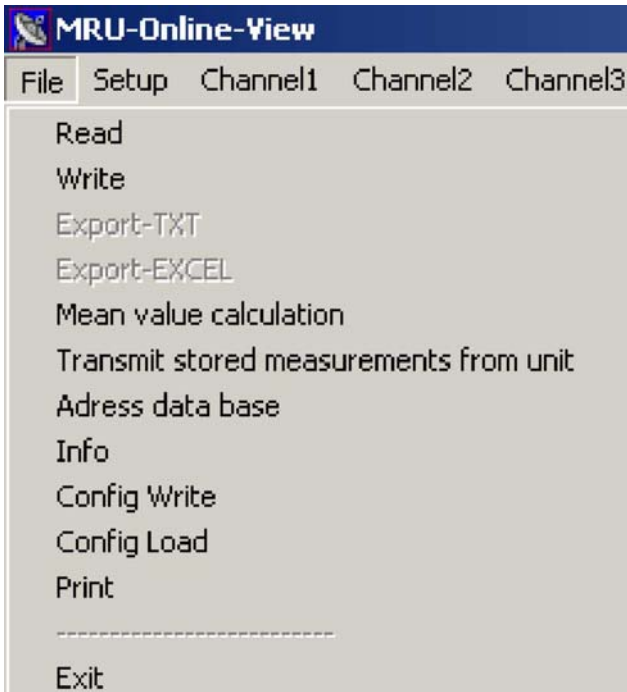 MRU-Online-View
File Setup Channel1 Channel2 Channel3
Read
Write
Export-TXT
Export-EXCEL
Mean value calculation
Transmit stored measurements from unit
Adress data base
Info
Config Write
Config Load
Print
--------------------------
Exit